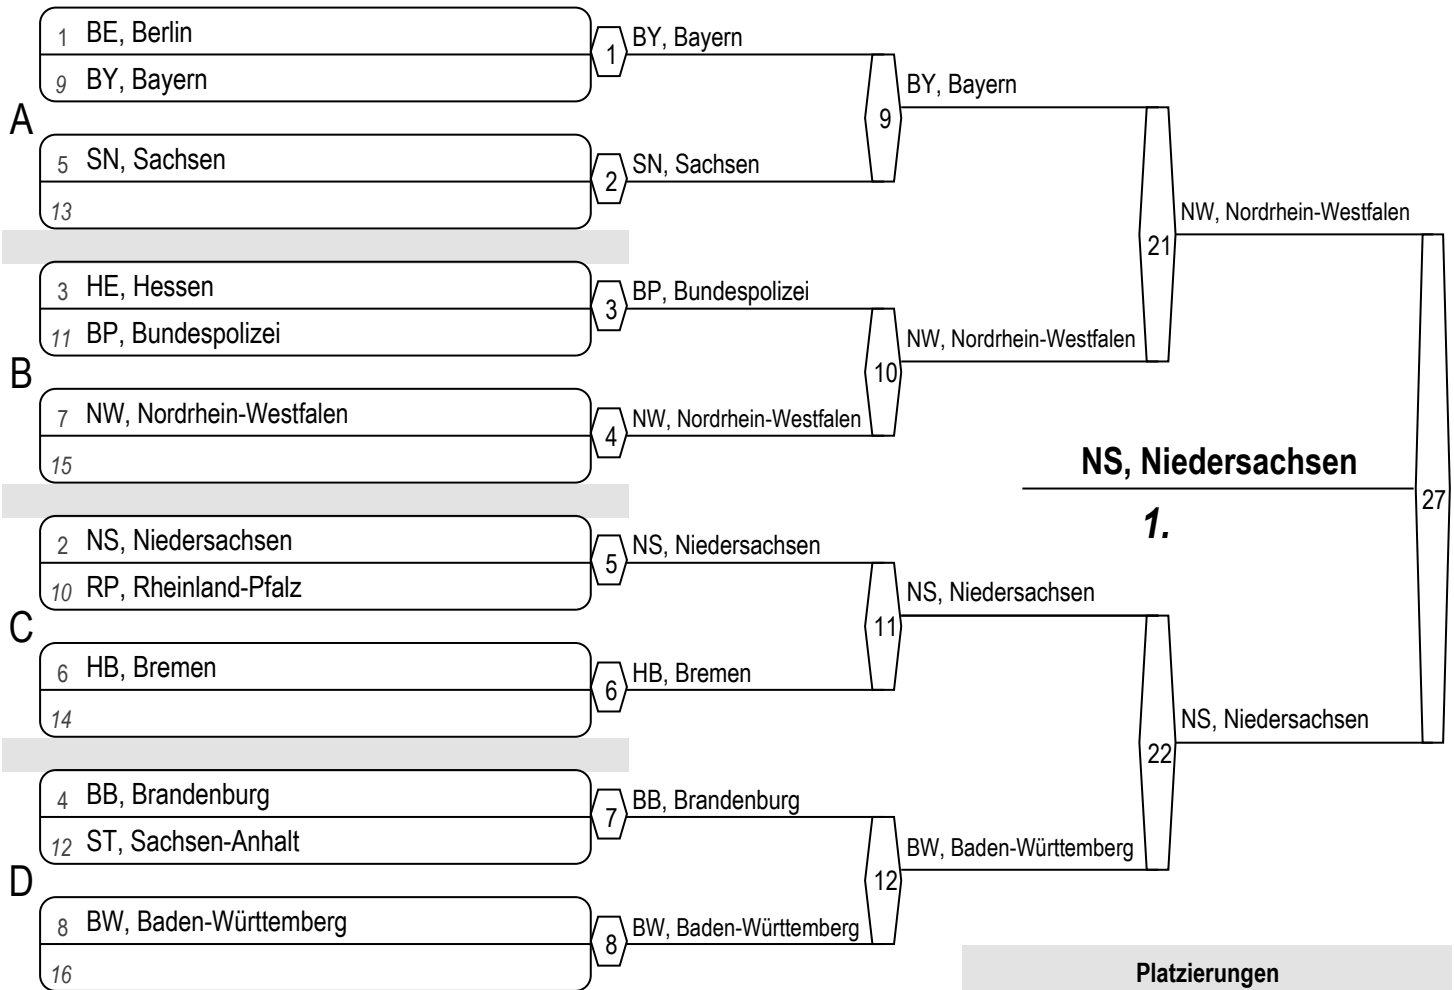 1 BE, Berlin
9 BY, Bayern
1
BY, Bayern
A
5 SN, Sachsen
13
2
SN, Sachsen
9
BY, Bayern
3 HE, Hessen
11 BP, Bundespolizei
3
BP, Bundespolizei
B
7 NW, Nordrhein-Westfalen
15
4
NW, Nordrhein-Westfalen
10
NW, Nordrhein-Westfalen
21
NW, Nordrhein-Westfalen
2 NS, Niedersachsen
10 RP, Rheinland-Pfalz
5
NS, Niedersachsen
C
6 HB, Bremen
14
6
HB, Bremen
11
NS, Niedersachsen
4 BB, Brandenburg
12 ST, Sachsen-Anhalt
7
BB, Brandenburg
D
8 BW, Baden-Württemberg
16
8
BW, Baden-Württemberg
12
BW, Baden-Württemberg
22
NS, Niedersachsen
27
NS, Niedersachsen
1.
Platzierungen